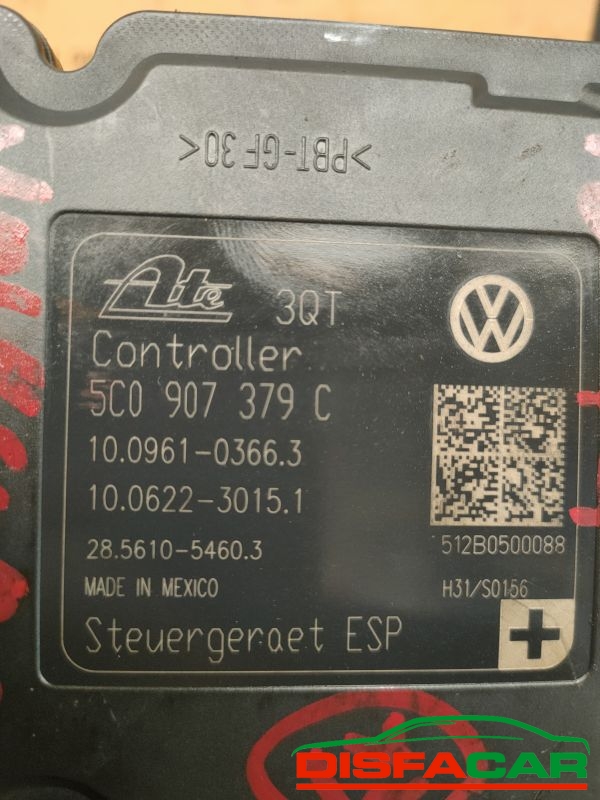 >PBT-GF30<
Ate 3QT
Controller
5C0 907 379 C
10.0961-0366.3
10.0622-3015.1
28.5610-5460.3
512B0500088
MADE IN MEXICO
H31/S0156
Steuergeraet ESP
DISFACAR